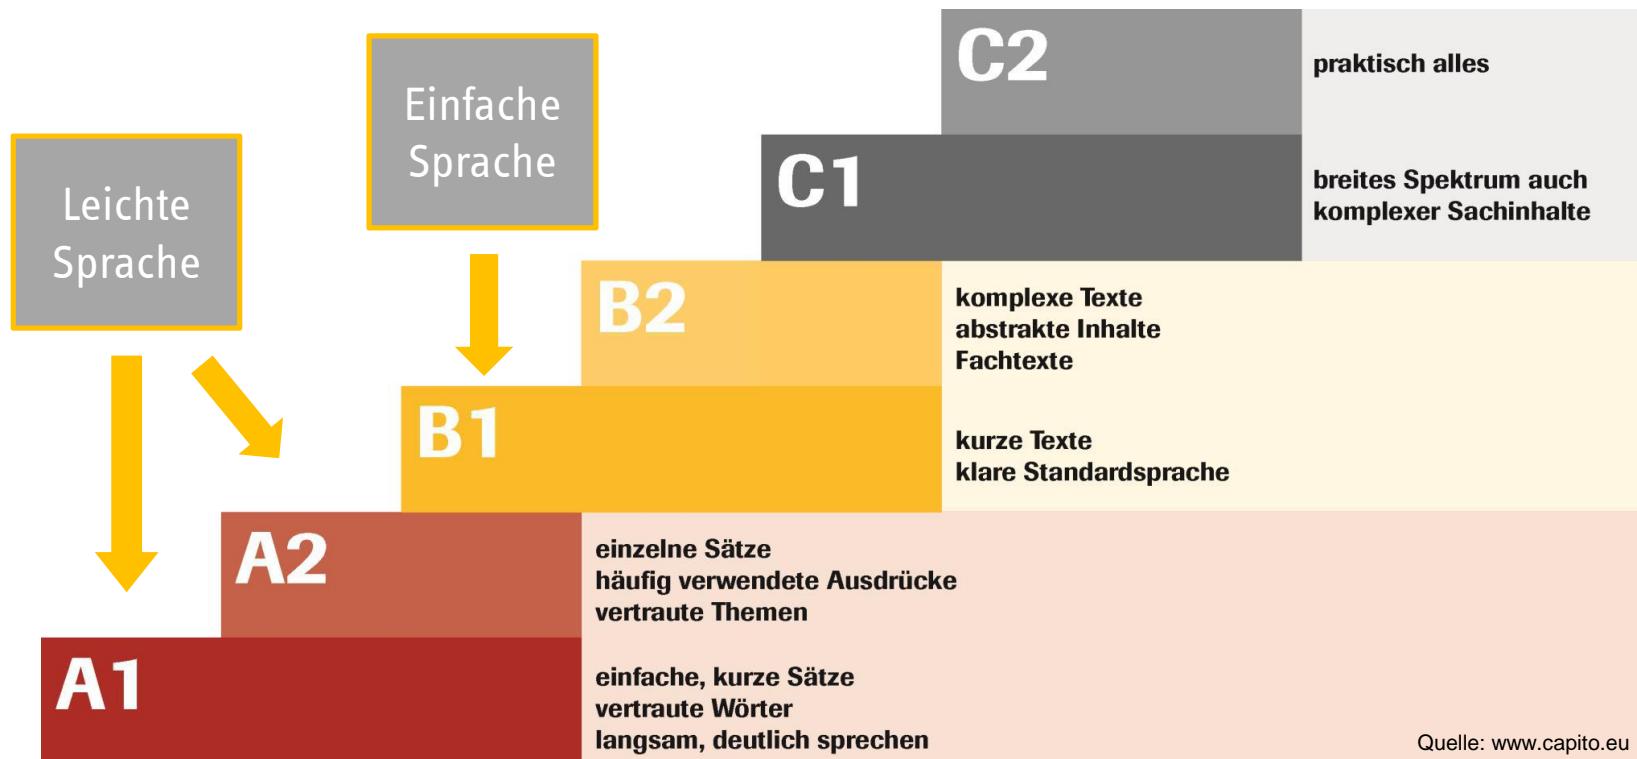 Leichte
Sprache
Einfache
Sprache
C2
praktisch alles
C1
breites Spektrum auch
komplexer Sachinhalte
B2
komplexe Texte
abstrakte Inhalte
Fachtexte
B1
kurze Texte
klare Standardsprache
A2
einzelne Sätze
häufig verwendete Ausdrücke
vertraute Themen
A1
einfache, kurze Sätze
vertraute Wörter
langsam, deutlich sprechen
Quelle: www.capito.eu